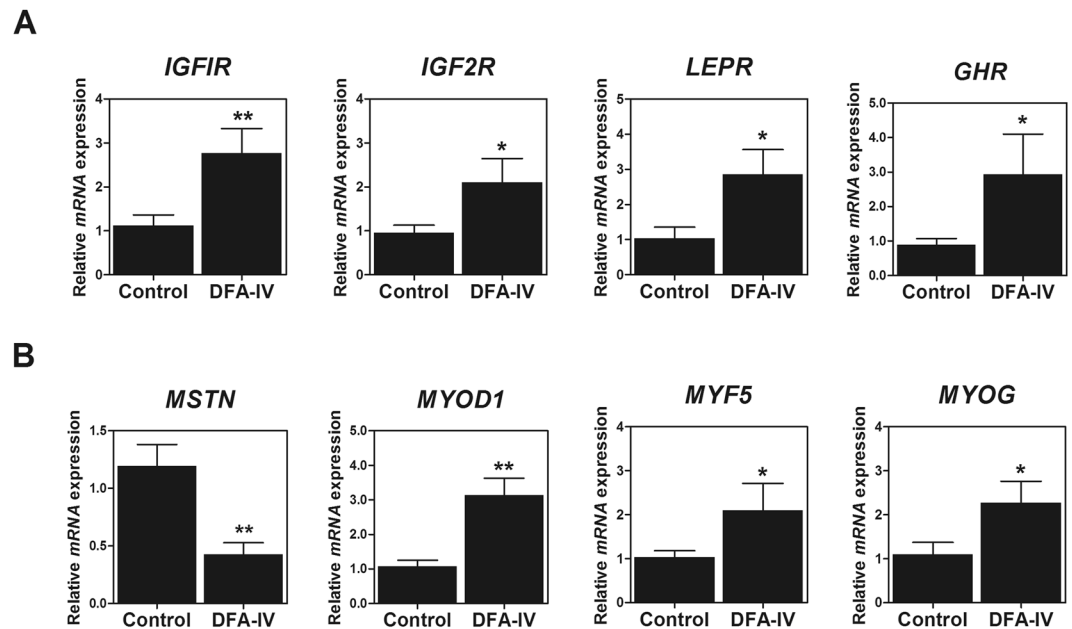 A
IGFIR
Relative mRNA expression
4
3
2
1
0
**
Control DFA-IV
IGF2R
Relative mRNA expression
4
3
2
1
0
*
Control DFA-IV
LEPR
Relative mRNA expression
5
4
3
2
1
0
*
Control DFA-IV
GHR
Relative mRNA expression
5.0
4.0
3.0
2.0
1.0
0.0
*
Control DFA-IV
B
MSTN
Relative mRNA expression
1.5
1.0
0.5
0.0
**
Control DFA-IV
MYOD1
Relative mRNA expression
5.0
4.0
3.0
2.0
1.0
0.0
**
Control DFA-IV
MYF5
Relative mRNA expression
4
3
2
1
0
*
Control DFA-IV
MYOG
Relative mRNA expression
4
3
2
1
0
*
Control DFA-IV